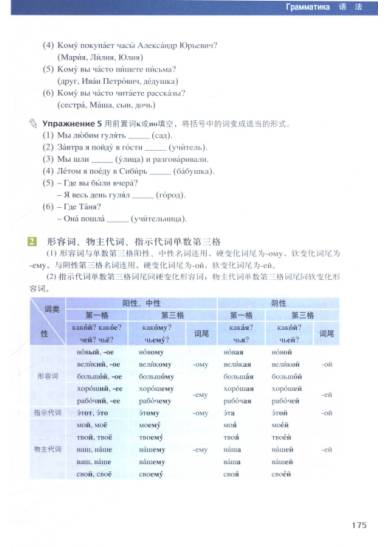 Грамматика 语 法
(4) Кому́ покупа́ет часы́ Алекса́ндр Ю́рьевич?
(Мари́я, Ли́лия, Ю́лия)
(5) Кому́ вы ча́сто пи́шете пи́сьма?
(друг, Ива́н Петро́вич, де́душка)
(6) Кому́ вы ча́сто чита́ете расска́зы?
(сестра́, Ма́ша, сын, дочь)
Упражнение 5 用前置词к或по填空，将括号中的词变成适当的形式。
(1) Мы лю́бим гуля́ть _____ (сад).
(2) За́втра я пойду́ в го́сти _____ (учи́тель).
(3) Мы шли _____ (у́лица) и разгова́ривали.
(4) Ле́том я пое́ду в Сиби́рь _____ (ба́бушка).
(5) – Где вы бы́ли вчера́?
– Я весь день гуля́л _____ (го́род).
(6) – Где Та́ня?
– Она́ пошла́ _____ (учи́тельница).
2 形容词、物主代词、指示代词单数第三格
(1) 形容词与单数第三格阳性、中性名词连用，硬变化词尾为-ому，软变化词尾为
-ему，与阴性第三格名词连用，硬变化词尾为-ой，软变化词尾为-ей。
(2) 指示代词单数第三格词尾同硬变化形容词；物主代词单数第三格词尾同软变化形
容词。
词类 阳性、中性 阴性
性 第一格 第三格 词尾 第一格 第三格 词尾
како́й? како́е? како́му? кака́я? како́й?
чей? чьё? чьему́? чья? чьей?
形容词
но́вый, -ое но́вому но́вая но́вой
вели́кий, -ое вели́кому -ому вели́кая вели́кой -ой
большо́й, -ое большо́му больша́я большо́й
хоро́ший, -ее хоро́шему хоро́шая хоро́шей
рабо́чий, -ее рабо́чему -ему рабо́чая рабо́чей -ей
指示代词 э́тот, э́то э́тому -ому э́та э́той -ой
物主代词
мой, моё моему́ моя́ мое́й
твой, твоё твоему́ твоя́ твое́й
наш, на́ше на́шему -ему на́ша на́шей -ей
ваш, ва́ше ва́шему ва́ша ва́шей
свой, своё своему́ своя́ свое́й
175